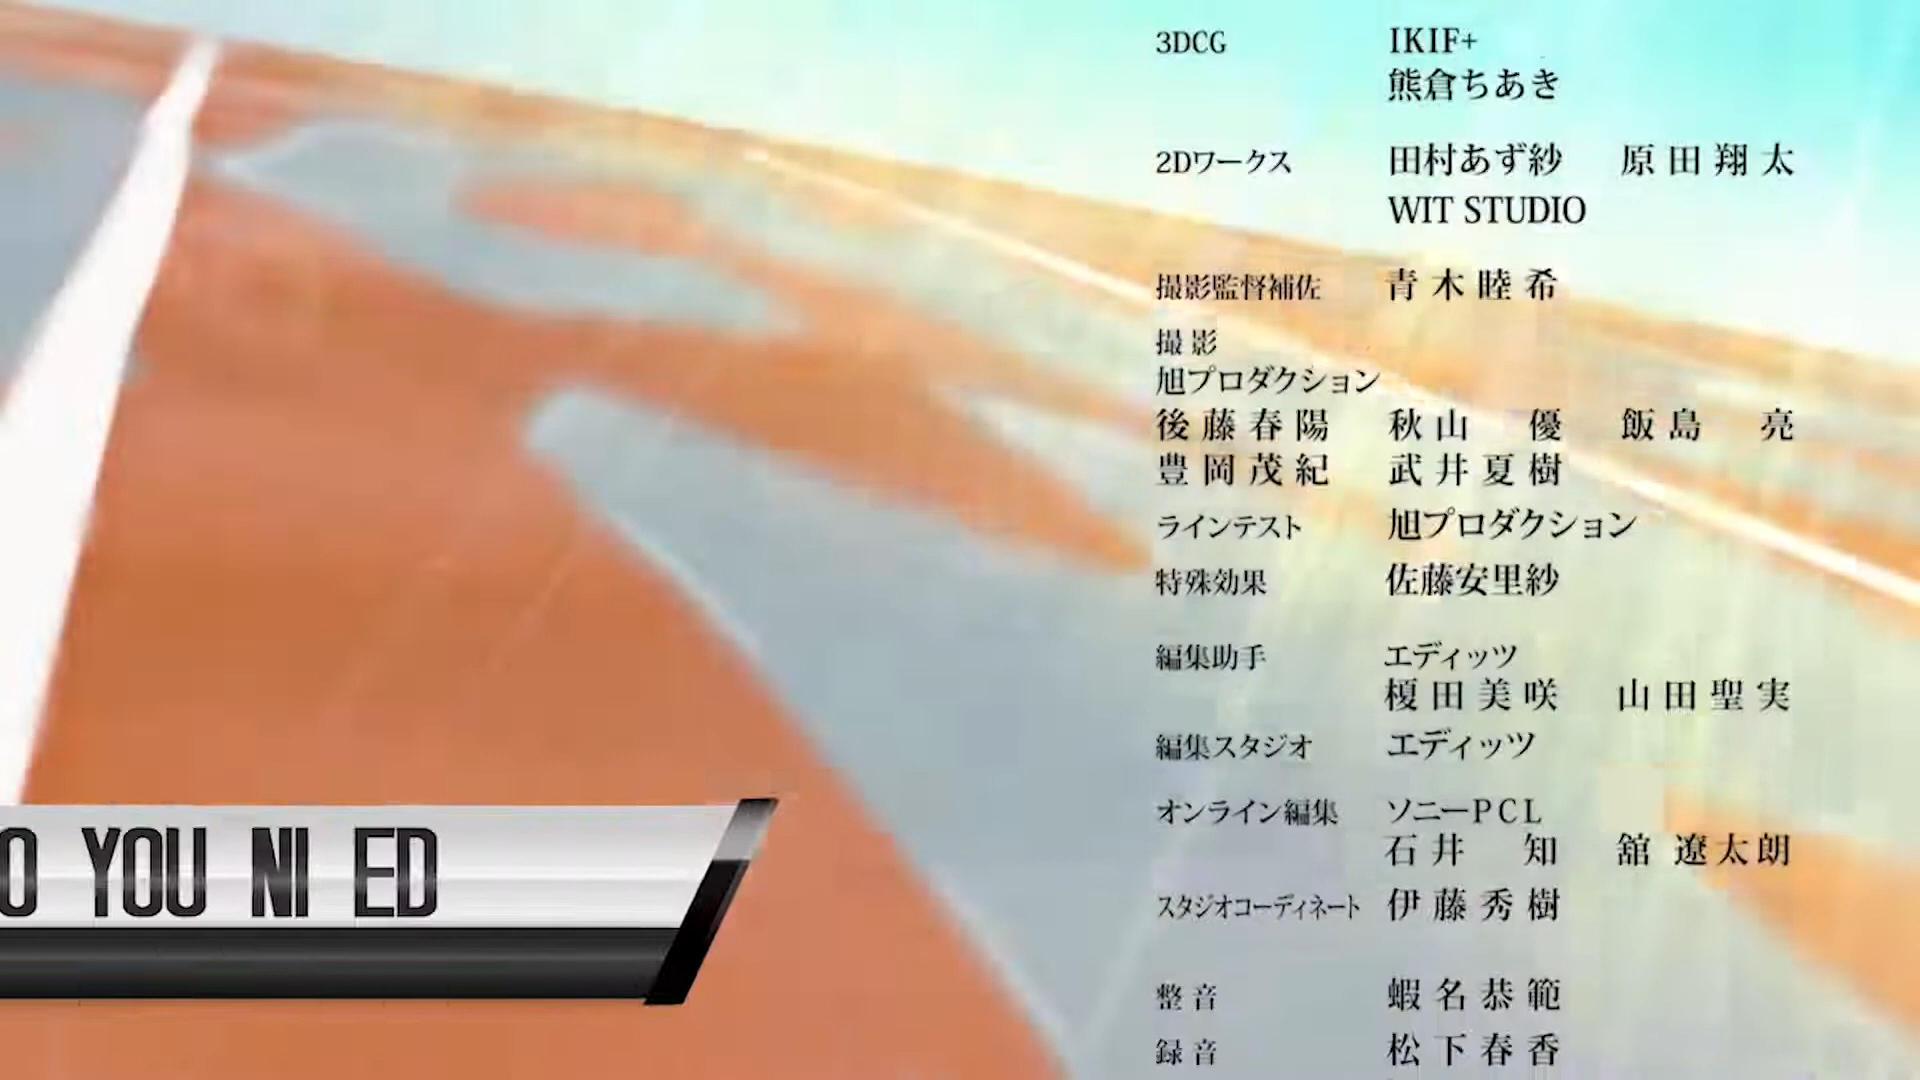 3DCG IKIF+
熊倉ちあき
2Dワークス 田村あず紗 原田翔太
WIT STUDIO
撮影監督補佐 青木睦希
撮影
旭プロダクション
後藤春陽 秋山 優 飯島 亮
豊岡茂紀 武井夏樹
ラインテスト 旭プロダクション
特殊効果 佐藤安里紗
編集助手 エディッツ
榎田美咲 山田聖実
編集スタジオ エディッツ
オンライン編集 ソニーPCL
石井 知 舘 遼太朗
スタジオコーディネート 伊藤秀樹
O YOU NI ED
整音 蝦名恭範
録音 松下春香